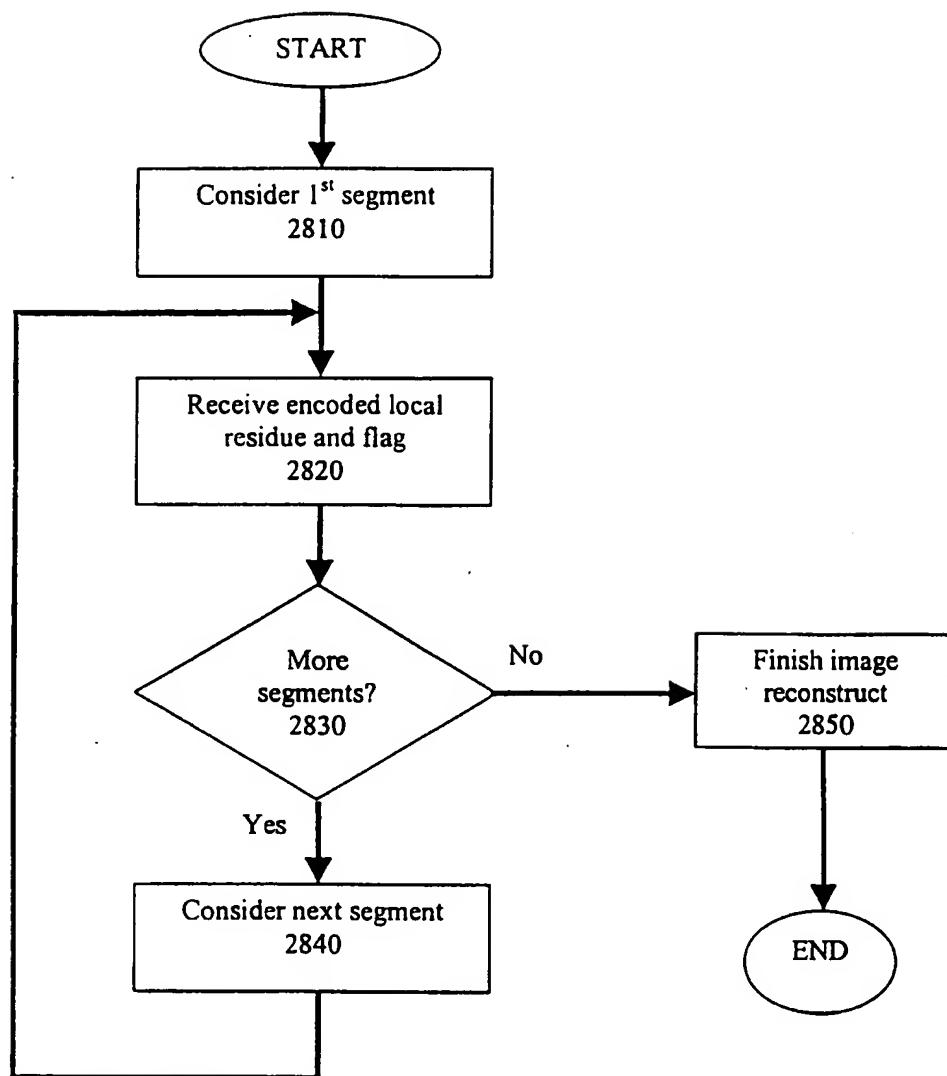 START
Consider 1st segment
2810
Receive encoded local
residue and flag
2820
More
segments?
2830
No
Finish image
reconstruct
2850
Yes
Consider next segment
2840
END